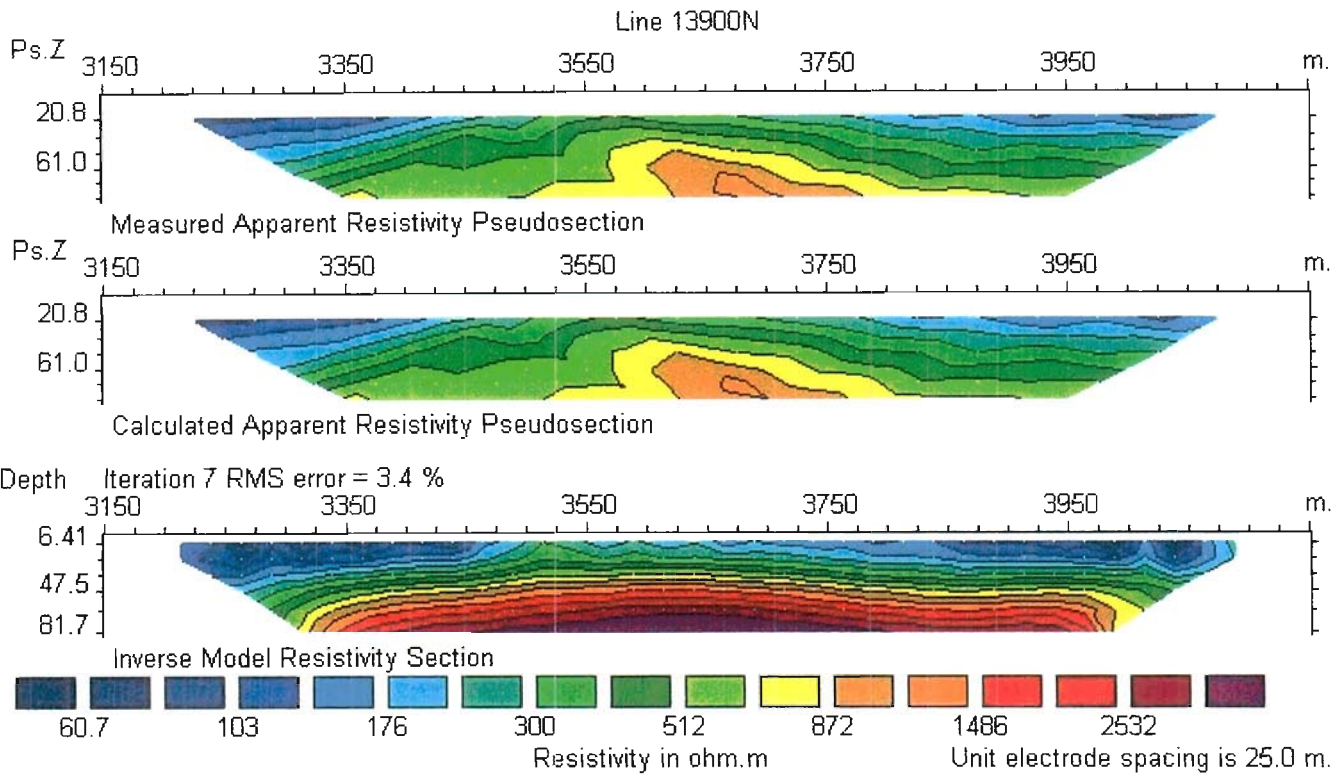 Line 13900N
Ps.Z 3150 3350 3550 3750 3950 m.
20.8
61.0
Measured Apparent Resistivity Pseudosection
Ps.Z 3150 3350 3550 3750 3950 m.
20.8
61.0
Calculated Apparent Resistivity Pseudosection
Depth Iteration 7 RMS error = 3.4 %
3150 3350 3550 3750 3950 m.
6.41
47.5
81.7
Inverse Model Resistivity Section
60.7 103 176 300 512 872 1486 2532
Resistivity in ohm.m Unit electrode spacing is 25.0 m.